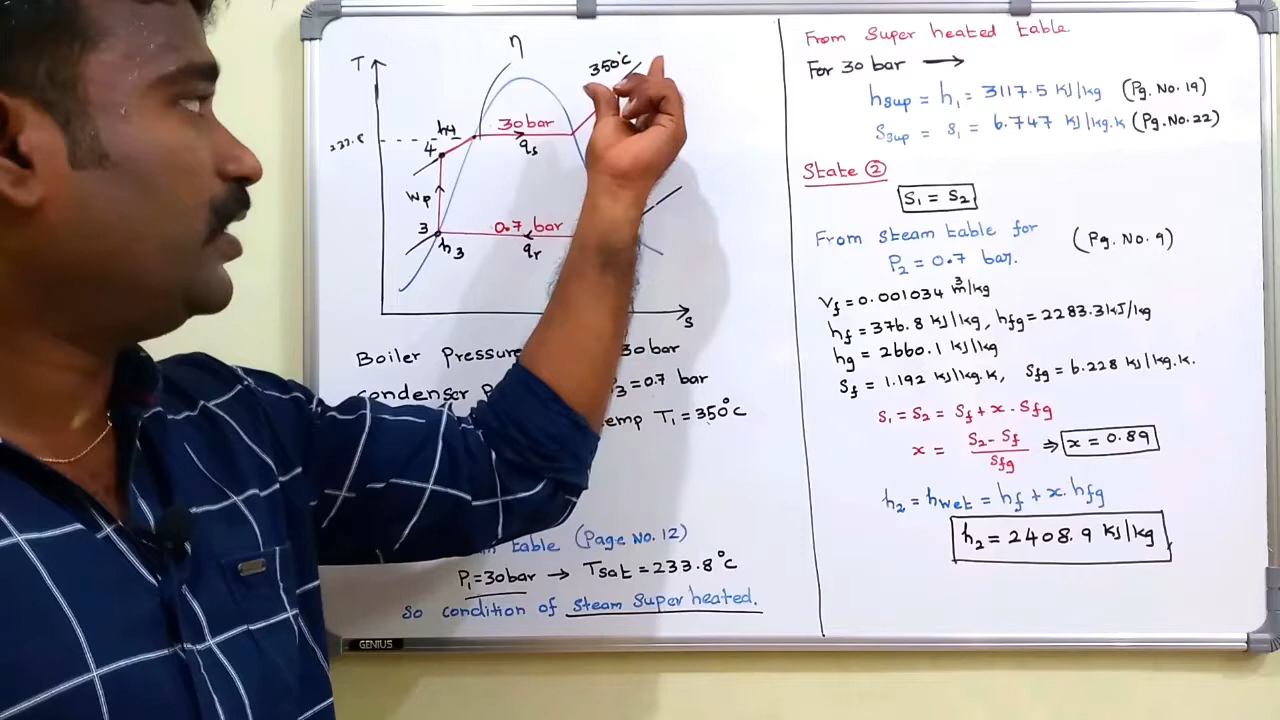 T
η
350°C
233.8
h4
30 bar
4
qs
Wp
3
h3
0.7 bar
qr
s
Boiler Pressure 30bar
condenser P3 = 0.7 bar
temp T1 = 350°C
table (Page No. 12)
P1 = 30bar → Tsat = 233.8°C
So condition of steam Super heated.
From Super heated table
For 30 bar →
hsup = h1 = 3117.5 KJ/kg (Pg. No. 19)
Ssup = s1 = 6.747 KJ/kg.k (Pg.No.22)
State ②
S1 = S2
From steam table for
P2 = 0.7 bar. (Pg. No. 9)
Vf = 0.001034 m³/kg
hf = 376.8 KJ/kg, hfg = 2283.3 kJ/kg
hg = 2660.1 KJ/kg
Sf = 1.192 KJ/kg.k, Sfg = 6.228 KJ/kg.k.
S1 = S2 = Sf + x . Sfg
x = S2 - Sf / Sfg ⇒ x = 0.89
h2 = hwet = hf + x. hfg
h2 = 2408.9 KJ/kg
GENIUS